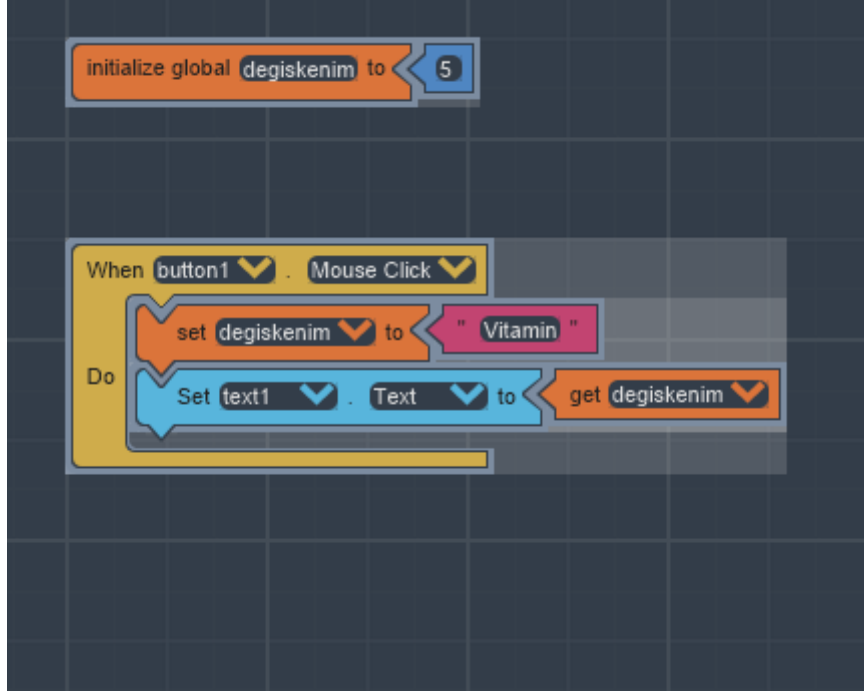 initialize global degiskenim to 5
When button1 . Mouse Click
set degiskenim to " Vitamin "
Do
Set text1 . Text to get degiskenim